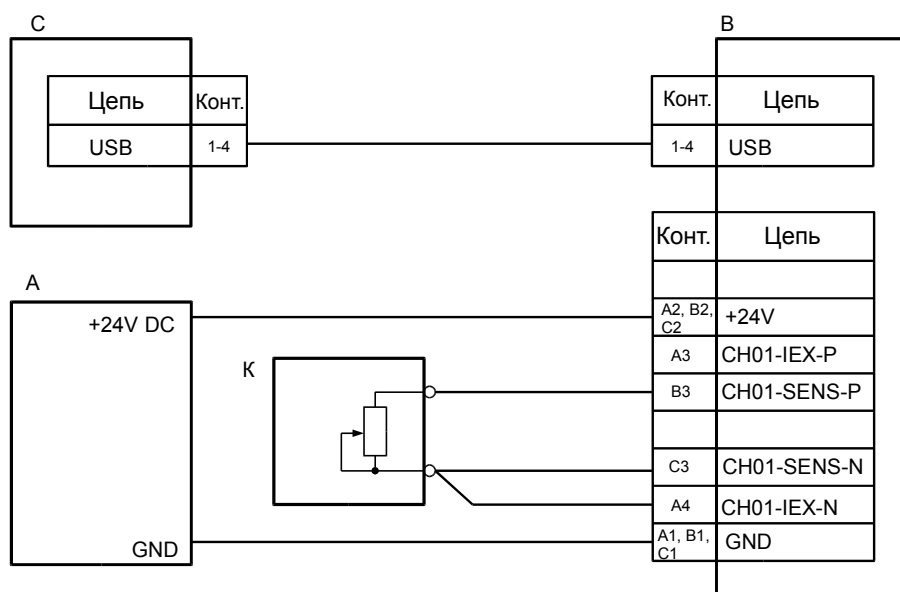 С
В
Цепь Конт.
USB 1-4
Конт. Цепь
1-4 USB
Конт. Цепь
А
+24V DC
A2, B2, C2 +24V
К
A3 CH01-IEX-P
B3 CH01-SENS-P
C3 CH01-SENS-N
A4 CH01-IEX-N
GND
A1, B1, C1 GND